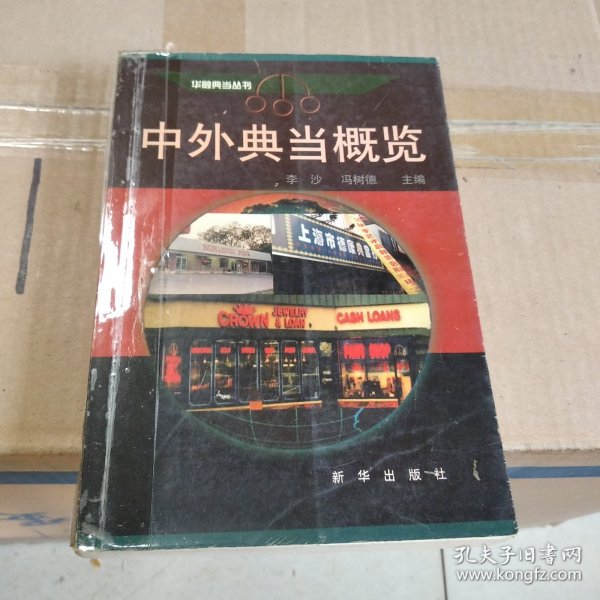 华融典当丛书
中外典当概览
李沙 冯树德 主编
上海市
CROWN JEWELRY & LOAN
CASH LOANS
SHOP
新华出版社
孔夫子旧书网
www.kongfz.com